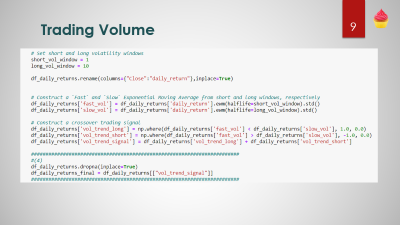 Trading Volume
9
# Set short and long volatility windows
short_vol_window = 1
long_vol_window = 10
df_daily_returns.rename(columns={"Close":"daily_return"},inplace=True)
# Construct a `Fast` and `Slow` Exponential Moving Average from short and long windows, respectively
df_daily_returns['fast_vol'] = df_daily_returns['daily_return'].ewm(halflife=short_vol_window).std()
df_daily_returns['slow_vol'] = df_daily_returns['daily_return'].ewm(halflife=long_vol_window).std()
# Construct a crossover trading signal
df_daily_returns['vol_trend_long'] = np.where(df_daily_returns['fast_vol'] < df_daily_returns['slow_vol'], 1.0, 0.0)
df_daily_returns['vol_trend_short'] = np.where(df_daily_returns['fast_vol'] > df_daily_returns['slow_vol'], -1.0, 0.0)
df_daily_returns['vol_trend_signal'] = df_daily_returns['vol_trend_long'] + df_daily_returns['vol_trend_short']
#(4)
df_daily_returns.dropna(inplace=True)
df_daily_returns_final = df_daily_returns[["vol_trend_signal"]]